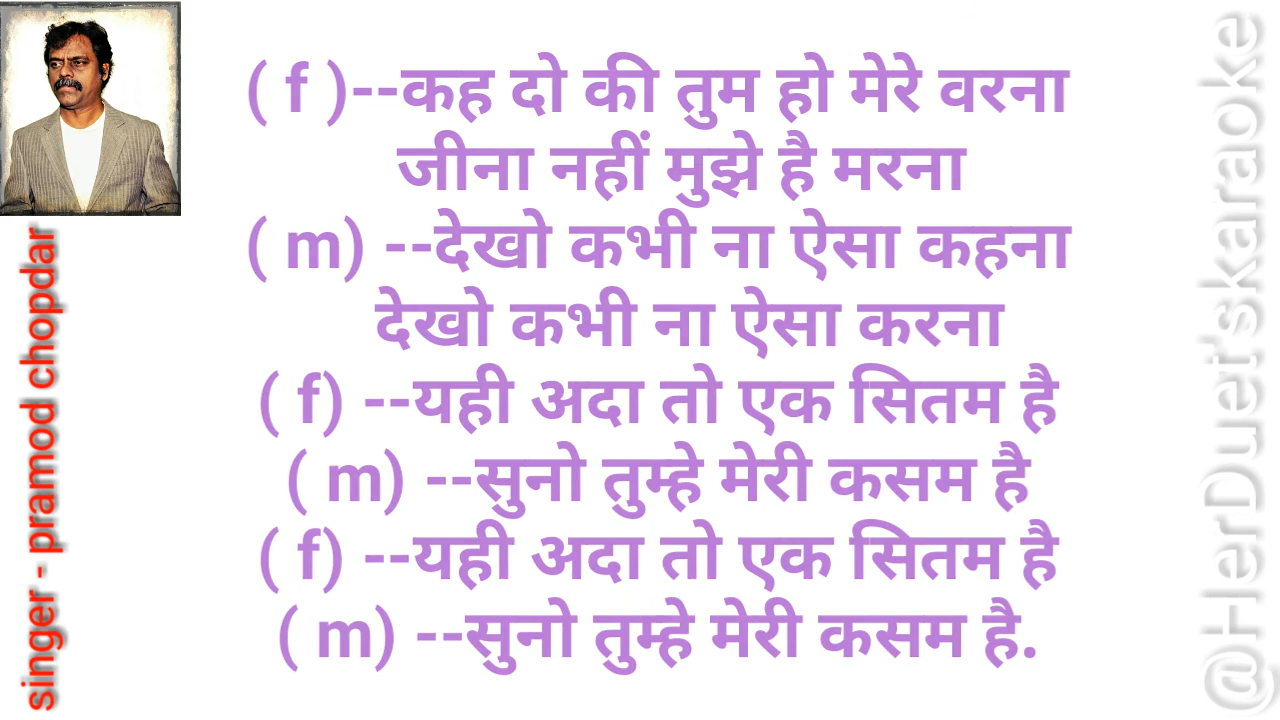 ( f )--कह दो की तुम हो मेरे वरना
जीना नहीं मुझे है मरना
( m) --देखो कभी ना ऐसा कहना
देखो कभी ना ऐसा करना
( f) --यही अदा तो एक सितम है
( m) --सुनो तुम्हे मेरी कसम है
( f) --यही अदा तो एक सितम है
( m) --सुनो तुम्हे मेरी कसम है.
singer - pramod chopdar
@HerDuet'skaraoke